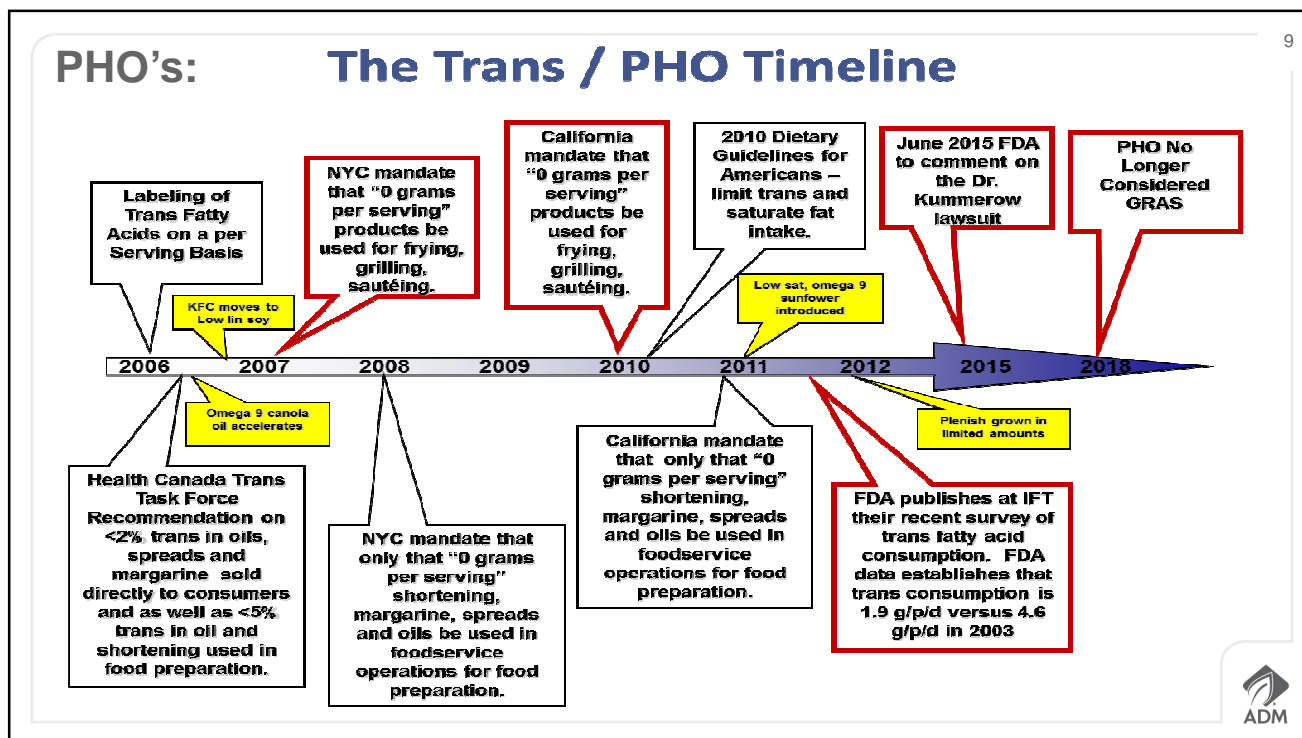 9
PHO's: The Trans / PHO Timeline
Labeling of
Trans Fatty
Acids on a per
Serving Basis
KFC moves to
Low lin soy
NYC mandate
that “0 grams
per serving”
products be
used for frying,
grilling,
sautéing.
California
mandate that
“0 grams per
serving”
products be
used for
frying,
grilling,
sautéing.
2010 Dietary
Guidelines for
Americans –
limit trans and
saturate fat
intake.
Low sat, omega 9
sunfower
introduced
June 2015 FDA
to comment on
the Dr.
Kummerow
lawsuit
PHO No
Longer
Considered
GRAS
2006 2007 2008 2009 2010 2011 2012 2015 2018
Omega 9 canola
oil accelerates
Health Canada Trans
Task Force
Recommendation on
<2% trans in oils,
spreads and
margarine sold
directly to consumers
and as well as <5%
trans in oil and
shortening used in
food preparation.
NYC mandate that
only that “0 grams
per serving”
shortening,
margarine, spreads
and oils be used in
foodservice
operations for food
preparation.
California mandate
that only that “0
grams per serving”
shortening,
margarine, spreads
and oils be used in
foodservice
operations for food
preparation.
Plenish grown in
limited amounts
FDA publishes at IFT
their recent survey of
trans fatty acid
consumption. FDA
data establishes that
trans consumption is
1.9 g/p/d versus 4.6
g/p/d in 2003
ADM